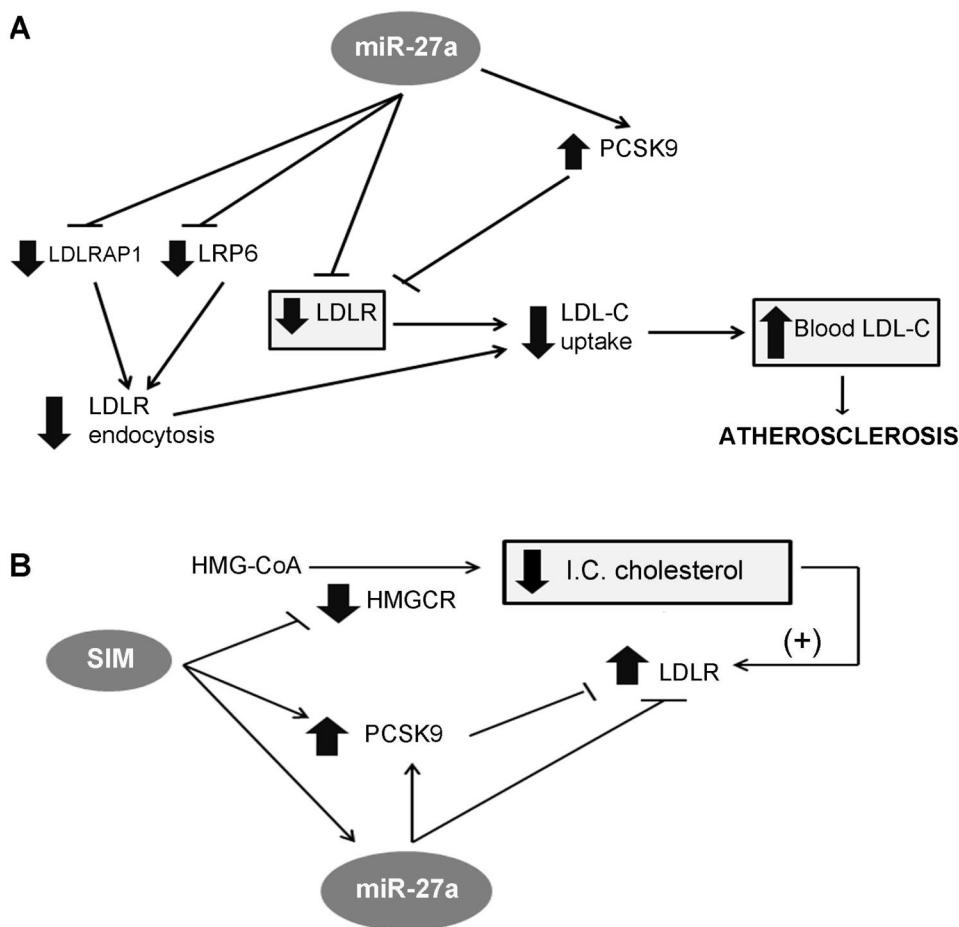 A
miR-27a
PCSK9
LDLRAP1
LRP6
LDLR
LDL-C
uptake
Blood LDL-C
LDLR
endocytosis
ATHEROSCLEROSIS
B
HMG-CoA
I.C. cholesterol
HMGCR
(+)
SIM
LDLR
PCSK9
miR-27a